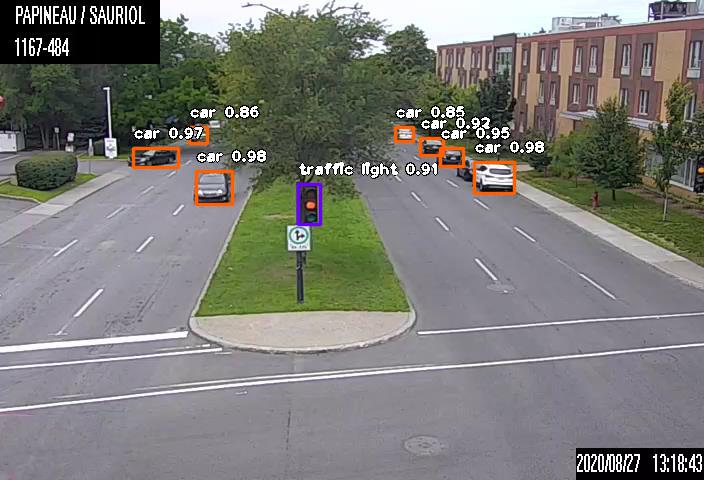 PAPINEAU / SAURIOL
1167-484
car 0.86
car 0.97
car 0.98
car 0.85
car 0.92
car 0.95
car 0.98
traffic light 0.91
2020/08/27 13:18:43